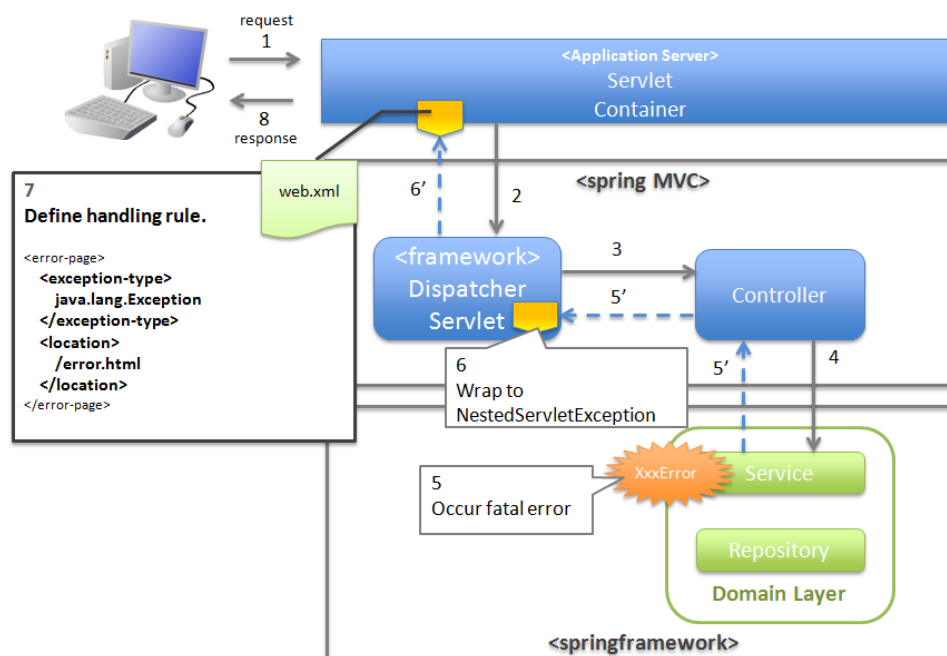 request
1
8
response
<Application Server>
Servlet
Container
web.xml
7
Define handling rule.
<error-page>
<exception-type>
java.lang.Exception
</exception-type>
<location>
/error.html
</location>
</error-page>
6’
2
<spring MVC>
<framework>
Dispatcher
Servlet
3
5’
Controller
6
Wrap to
NestedServletException
5’
4
5
Occur fatal error
XxxError
Service
Repository
Domain Layer
<springframework>